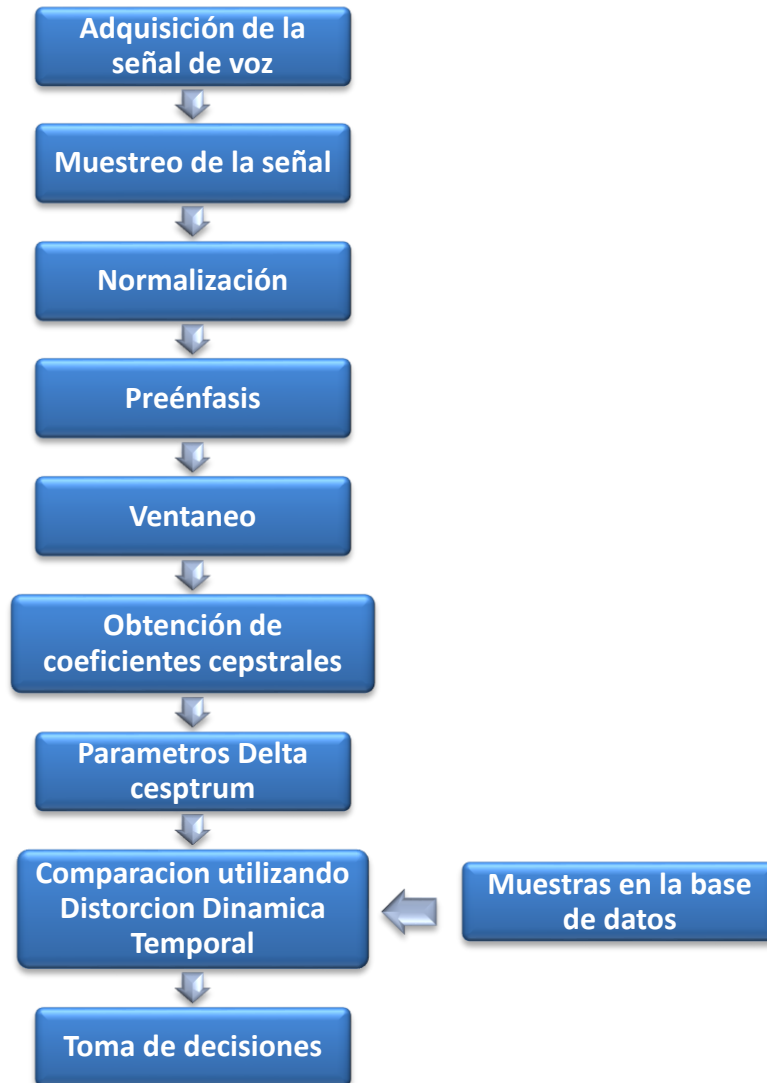 Adquisición de la
señal de voz
Muestreo de la señal
Normalización
Preénfasis
Ventaneo
Obtención de
coeficientes cepstrales
Parametros Delta
cesptrum
Comparacion utilizando
Distorcion Dinamica
Temporal
Muestras en la base
de datos
Toma de decisiones